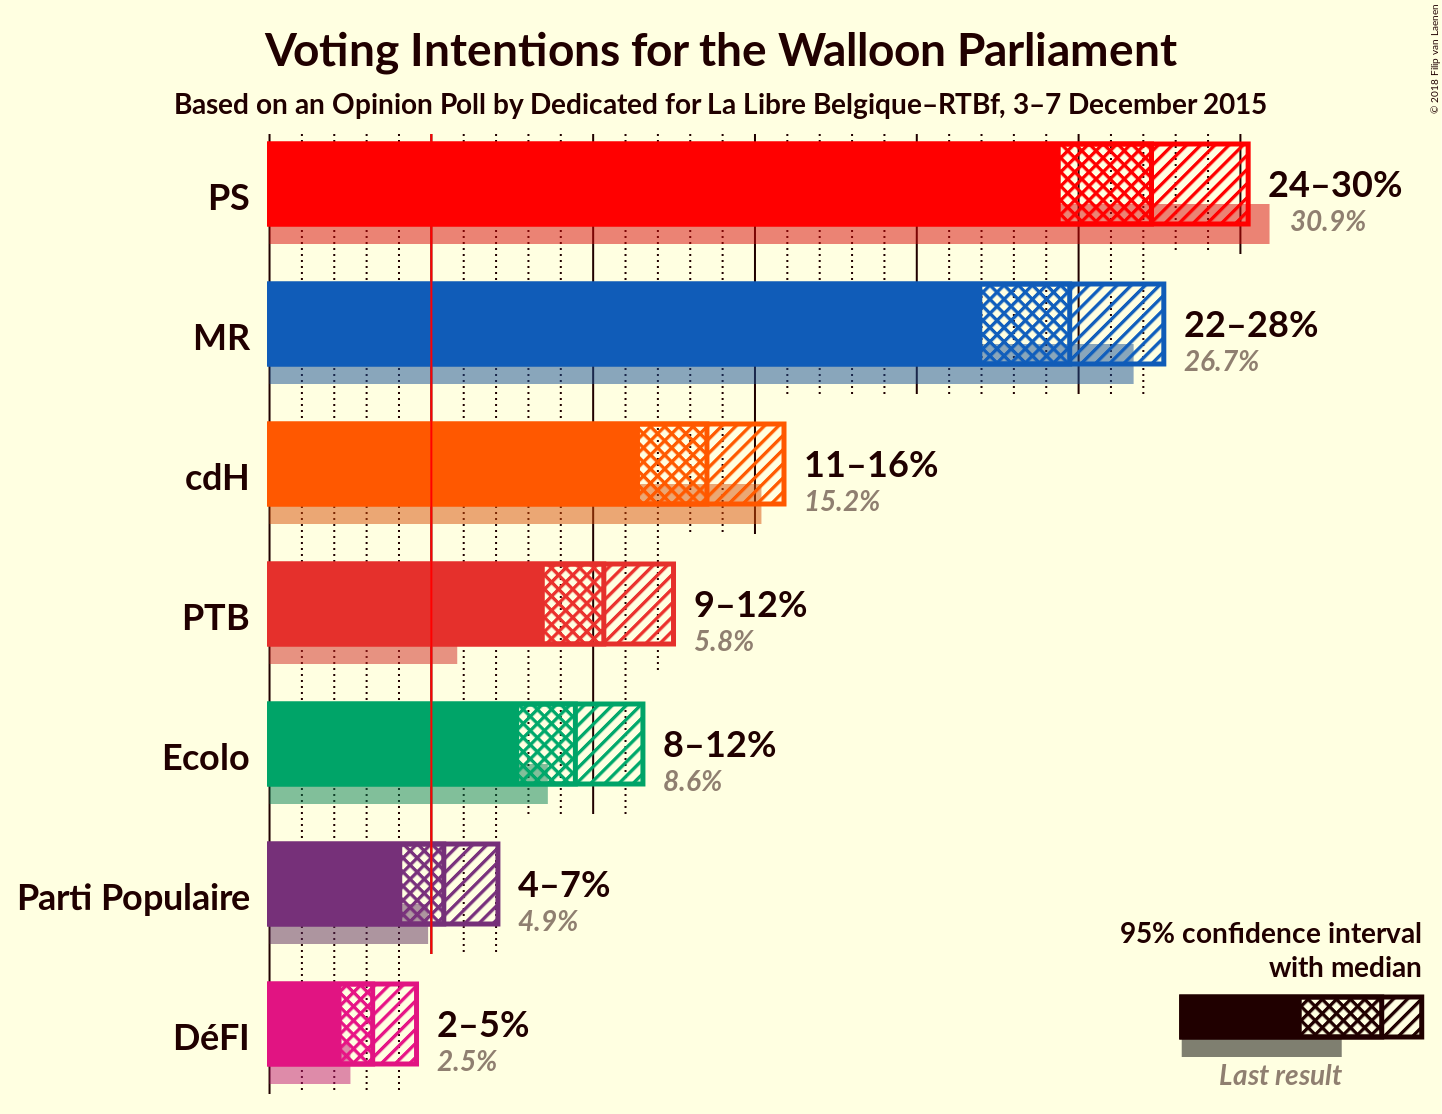 Voting Intentions for the Walloon Parliament
Based on an Opinion Poll by Dedicated for La Libre Belgique–RTBf, 3–7 December 2015
© 2018 Filip van Laenen
PS
24–30%
30.9%
MR
22–28%
26.7%
cdH
11–16%
15.2%
PTB
9–12%
5.8%
Ecolo
8–12%
8.6%
Parti Populaire
4–7%
4.9%
DéFI
2–5%
2.5%
95% confidence interval
with median
Last result